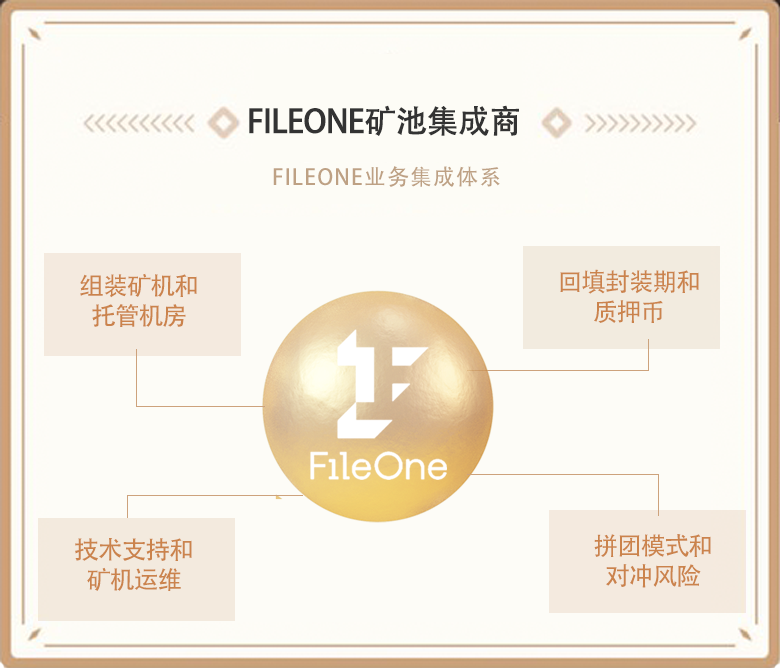 FILEONE矿池集成商
FILEONE业务集成体系
组装矿机和
托管机房
回填封装期和
质押币
FileOne
技术支持和
矿机运维
拼团模式和
对冲风险